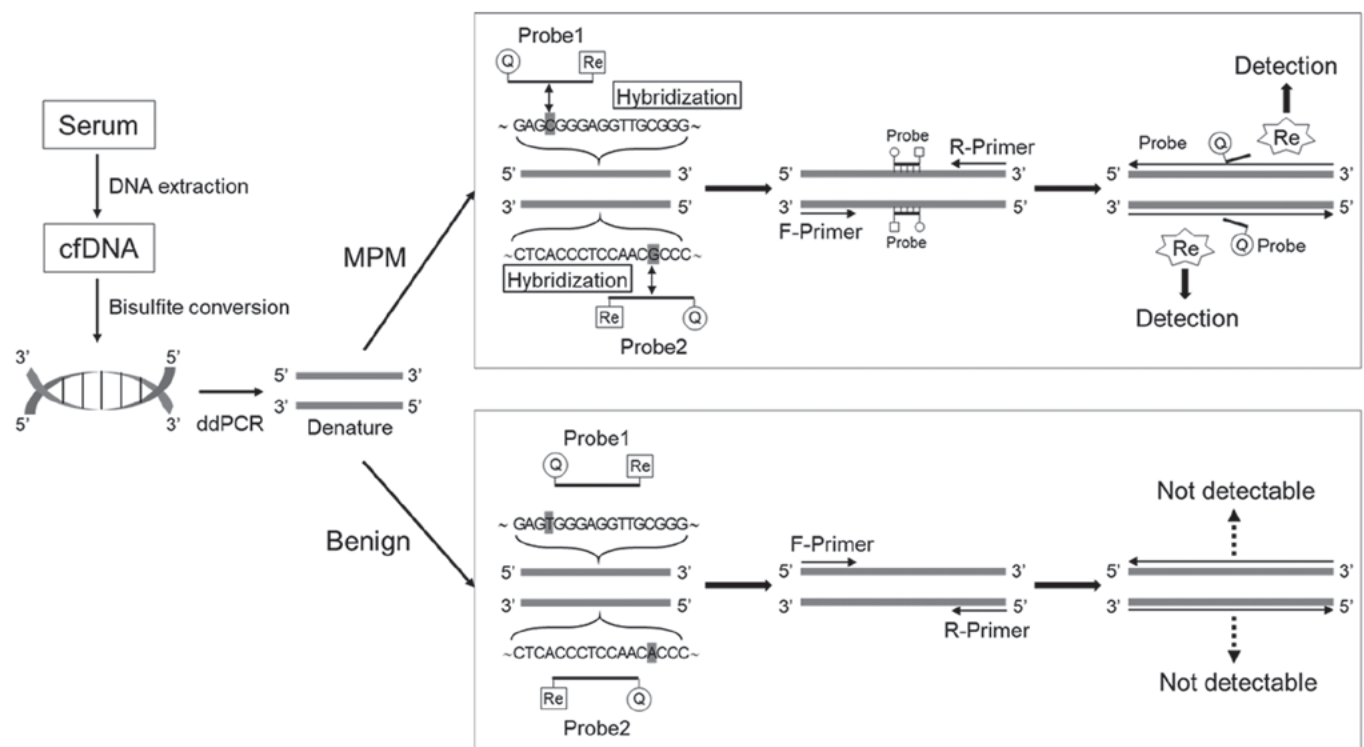 Serum
DNA extraction
cfDNA
Bisulfite conversion
3’ 5’
5’ 3’
ddPCR
5’ 3’
3’ 5’
Denature
MPM
Benign
Probe1
Q Re
Hybridization
~ GAGCGGGAGGTTGCGGG ~
5’ 3’
3’ 5’
~CTCACCCTCCAACGCCC ~
Hybridization
Re Q
Probe2
Probe
R-Primer
5’ 3’
3’ 5’
F-Primer
Probe
Detection
Probe Q Re
5’ 3’
3’ 5’
Re Q Probe
Detection
Probe1
Q Re
~ GAGTGGGAGGTTGCGGG ~
5’ 3’
3’ 5’
~CTCACCCTCCAACACCC ~
Re Q
Probe2
F-Primer
5’ 3’
3’ 5’
R-Primer
Not detectable
5’ 3’
3’ 5’
Not detectable